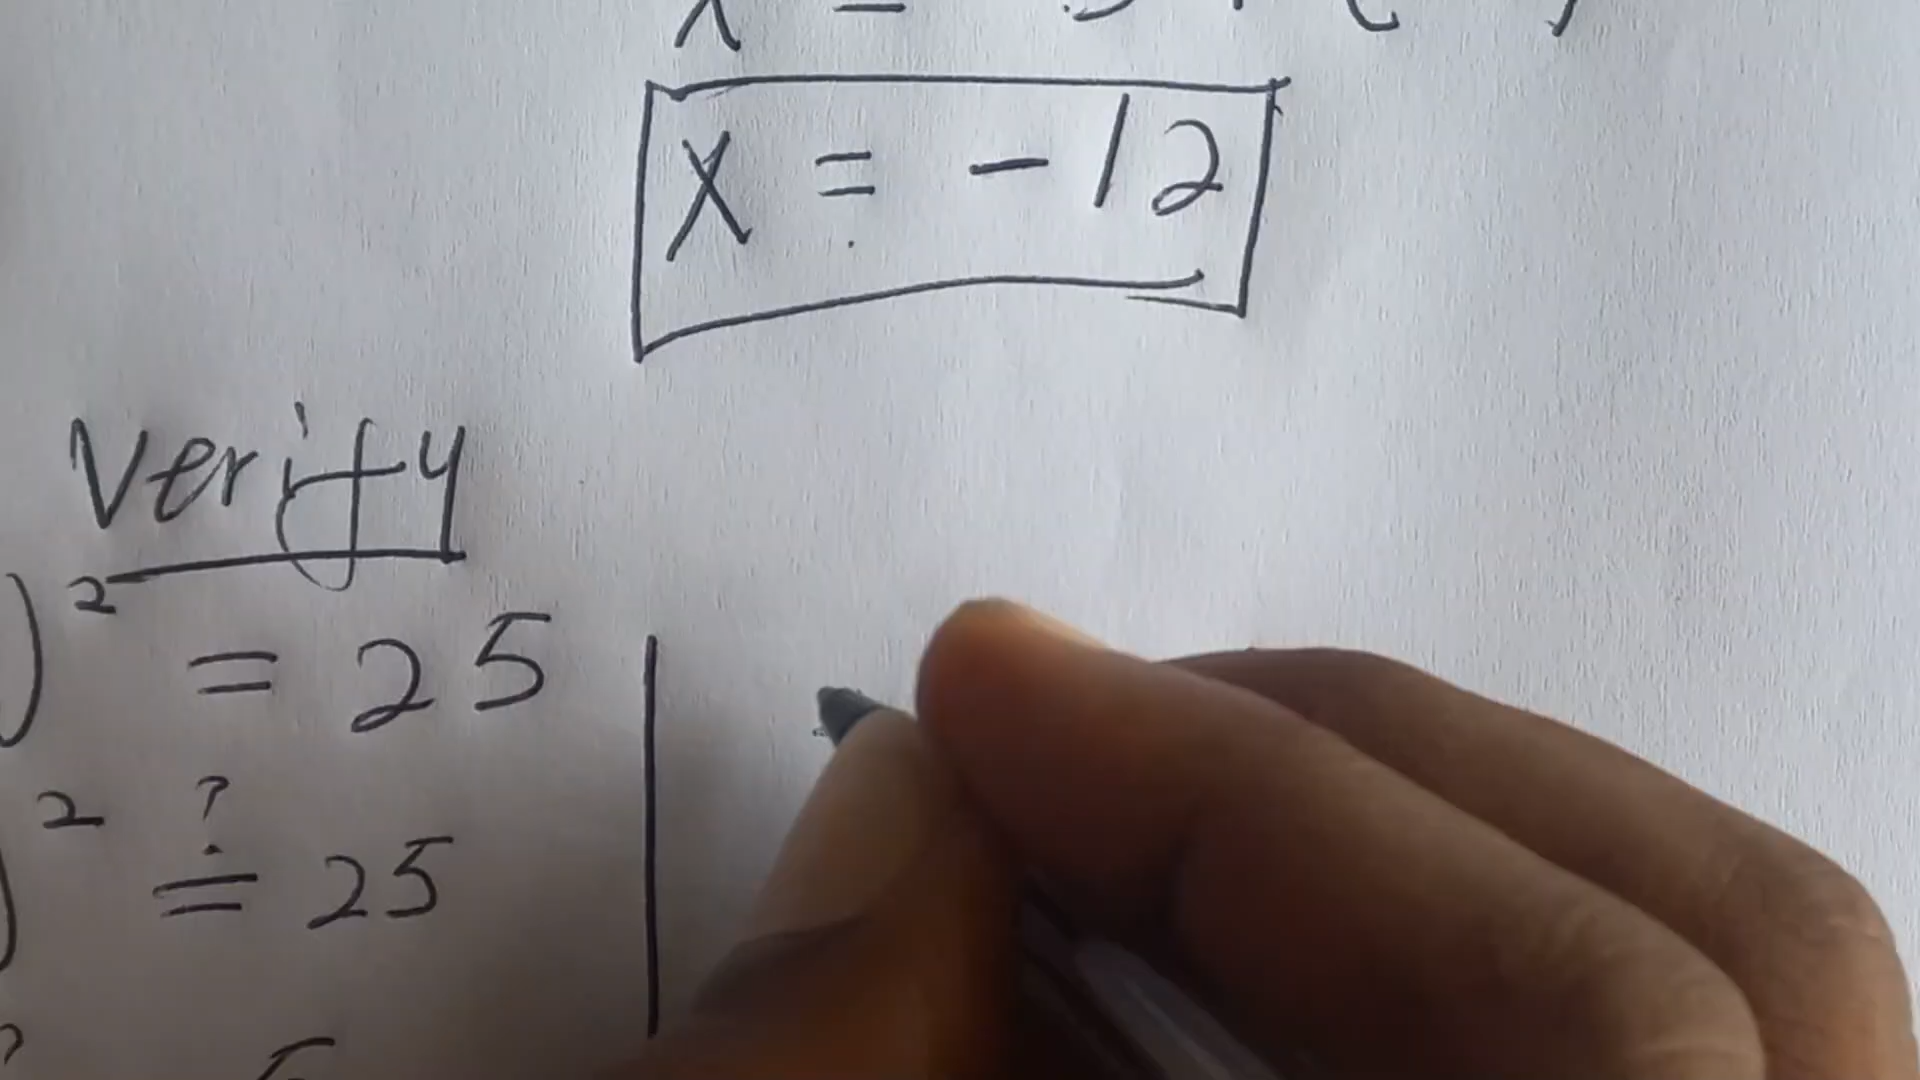 x =
x = -12
Verify
)² = 25
)² ≟ 25